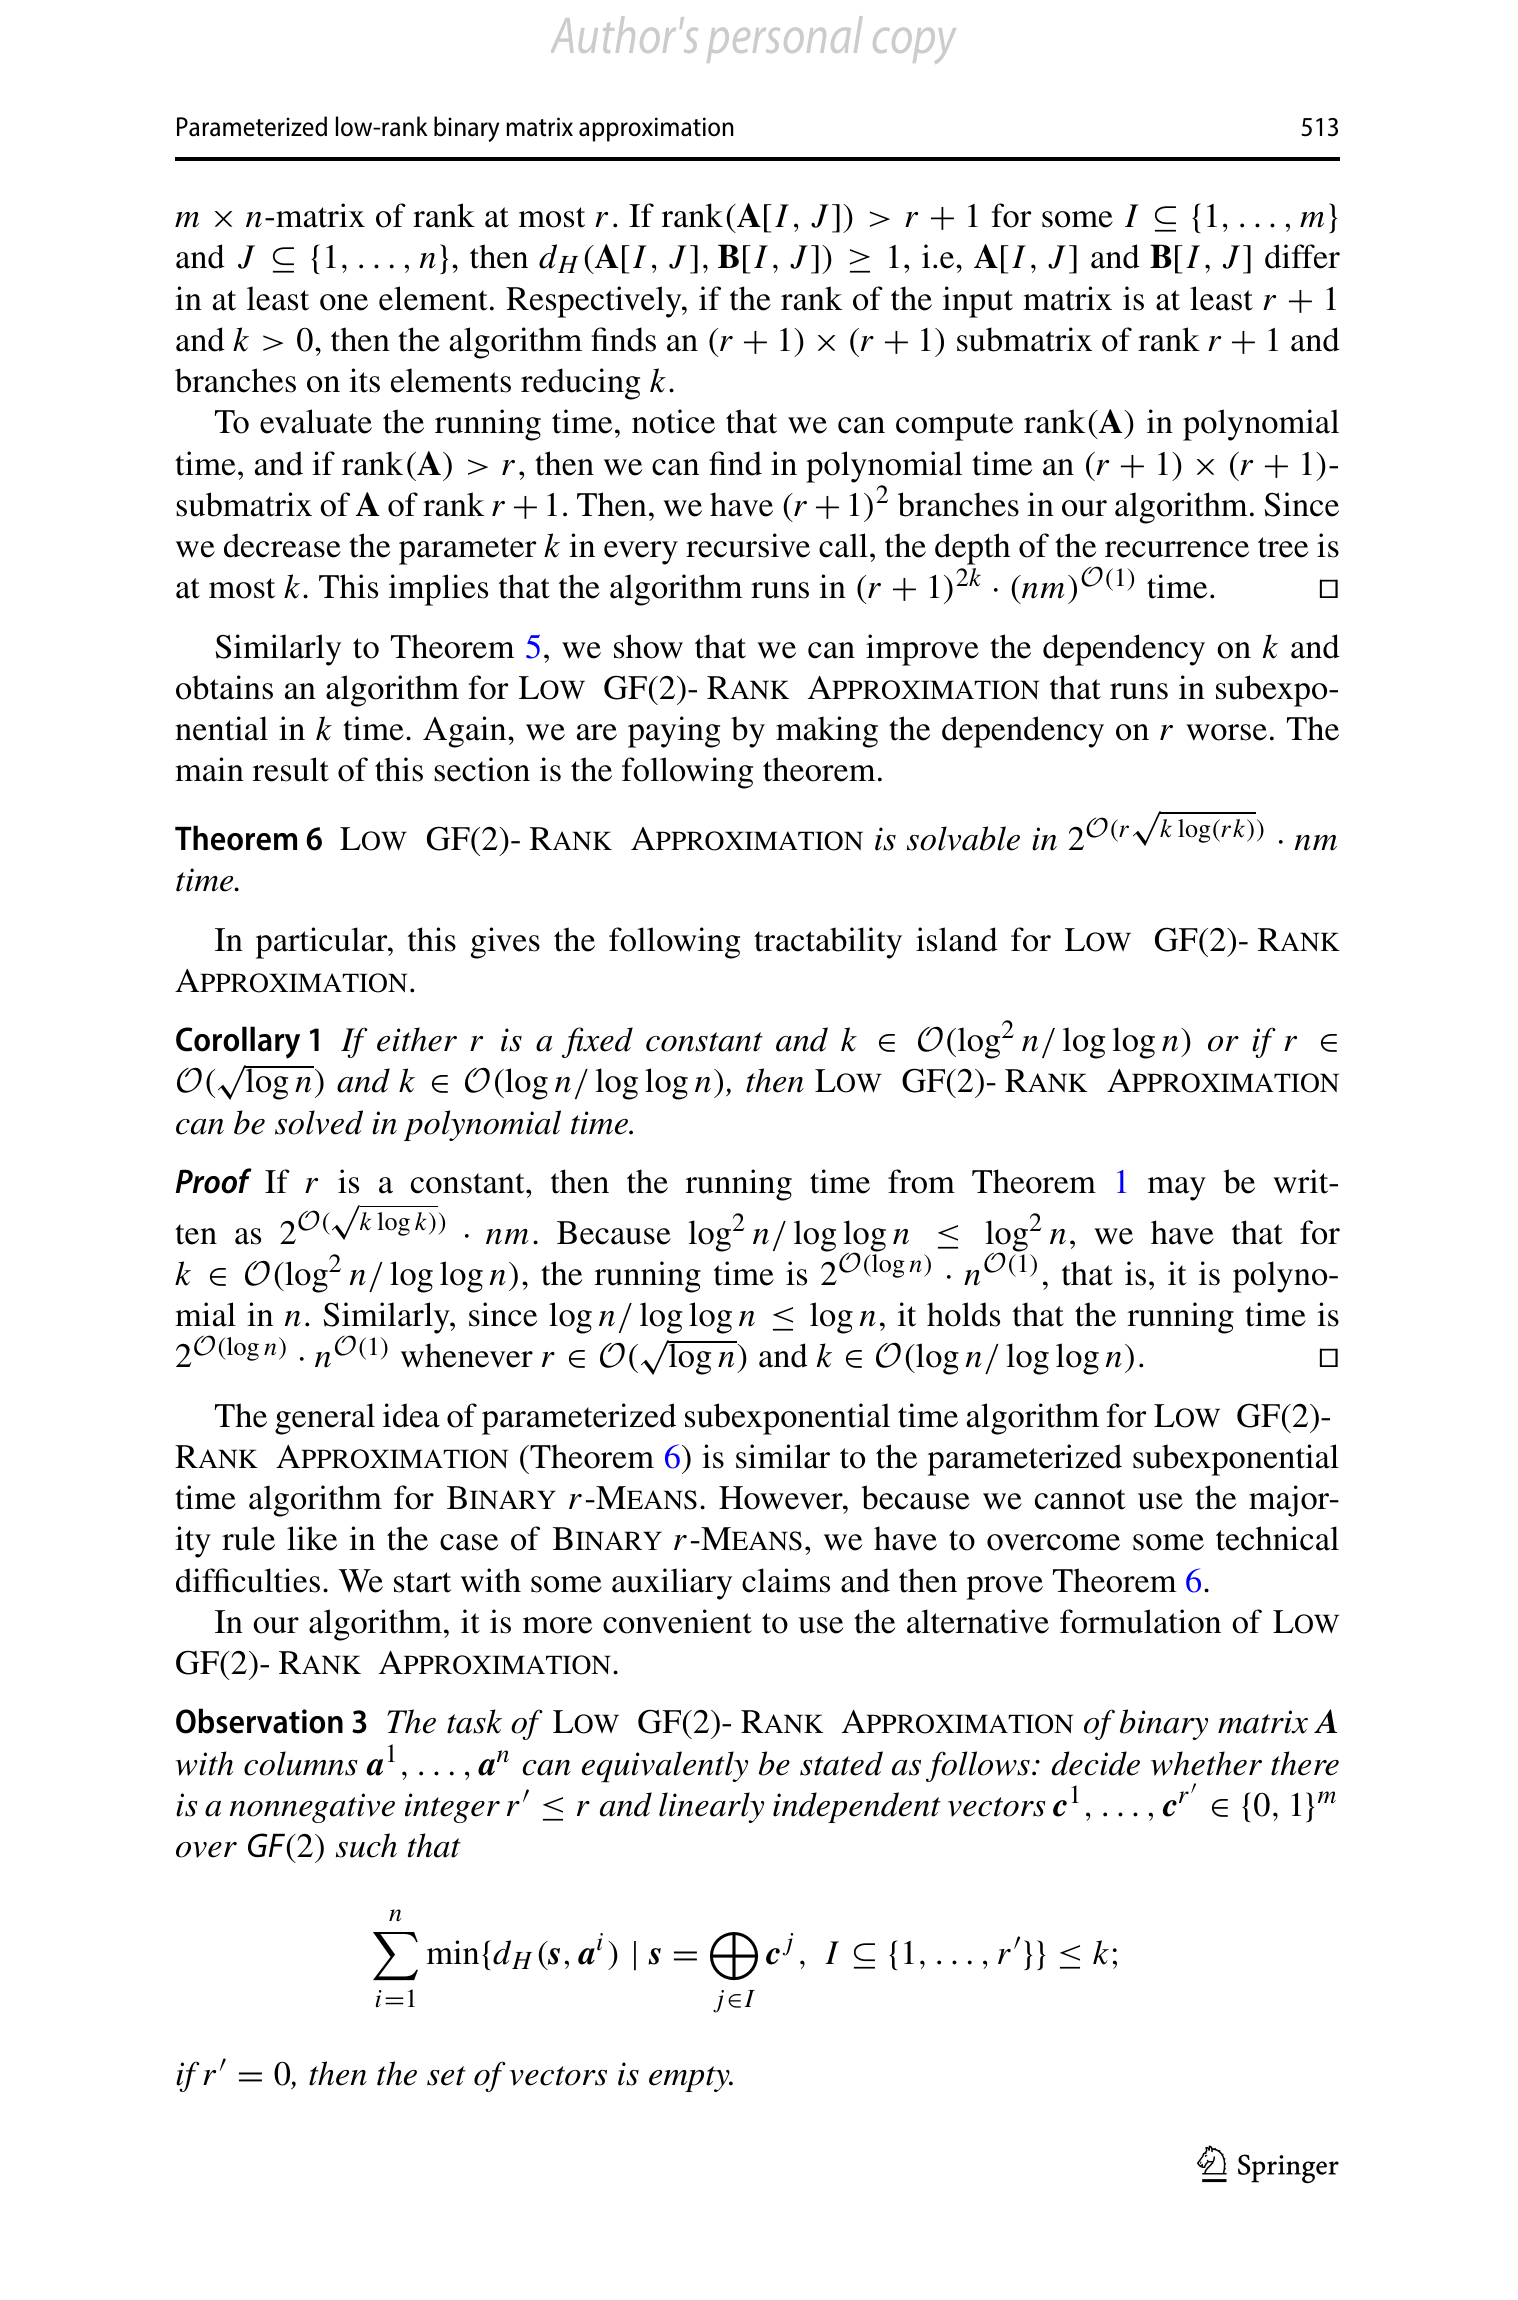 Author's personal copy
Parameterized low-rank binary matrix approximation 513
m × n-matrix of rank at most r. If rank(A[I, J]) > r + 1 for some I ⊆ {1, . . . , m}
and J ⊆ {1, . . . , n}, then d_H(A[I, J], B[I, J]) ≥ 1, i.e, A[I, J] and B[I, J] differ
in at least one element. Respectively, if the rank of the input matrix is at least r + 1
and k > 0, then the algorithm finds an (r + 1) × (r + 1) submatrix of rank r + 1 and
branches on its elements reducing k.
To evaluate the running time, notice that we can compute rank(A) in polynomial
time, and if rank(A) > r, then we can find in polynomial time an (r + 1) × (r + 1)-
submatrix of A of rank r + 1. Then, we have (r + 1)^2 branches in our algorithm. Since
we decrease the parameter k in every recursive call, the depth of the recurrence tree is
at most k. This implies that the algorithm runs in (r + 1)^{2k} · (nm)^{O(1)} time. □
Similarly to Theorem 5, we show that we can improve the dependency on k and
obtains an algorithm for LOW GF(2)- RANK APPROXIMATION that runs in subexpo-
nential in k time. Again, we are paying by making the dependency on r worse. The
main result of this section is the following theorem.
Theorem 6 LOW GF(2)- RANK APPROXIMATION is solvable in 2^{O(r√(k log(rk)))} · nm
time.
In particular, this gives the following tractability island for LOW GF(2)- RANK
APPROXIMATION.
Corollary 1 If either r is a fixed constant and k ∈ O(log^2 n/ log log n) or if r ∈
O(√(log n)) and k ∈ O(log n/ log log n), then LOW GF(2)- RANK APPROXIMATION
can be solved in polynomial time.
Proof If r is a constant, then the running time from Theorem 1 may be writ-
ten as 2^{O(√(k log k))} · nm. Because log^2 n/ log log n ≤ log^2 n, we have that for
k ∈ O(log^2 n/ log log n), the running time is 2^{O(log n)} · n^{O(1)}, that is, it is polyno-
mial in n. Similarly, since log n/ log log n ≤ log n, it holds that the running time is
2^{O(log n)} · n^{O(1)} whenever r ∈ O(√(log n)) and k ∈ O(log n/ log log n). □
The general idea of parameterized subexponential time algorithm for LOW GF(2)-
RANK APPROXIMATION (Theorem 6) is similar to the parameterized subexponential
time algorithm for BINARY r-MEANS. However, because we cannot use the major-
ity rule like in the case of BINARY r-MEANS, we have to overcome some technical
difficulties. We start with some auxiliary claims and then prove Theorem 6.
In our algorithm, it is more convenient to use the alternative formulation of LOW
GF(2)- RANK APPROXIMATION.
Observation 3 The task of LOW GF(2)- RANK APPROXIMATION of binary matrix A
with columns a^1, . . . , a^n can equivalently be stated as follows: decide whether there
is a nonnegative integer r′ ≤ r and linearly independent vectors c^1, . . . , c^{r′} ∈ {0, 1}^m
over GF(2) such that
∑_{i=1}^{n} min{d_H(s, a^i) | s = ⨁_{j∈I} c^j, I ⊆ {1, . . . , r′}} ≤ k;
if r′ = 0, then the set of vectors is empty.
Springer